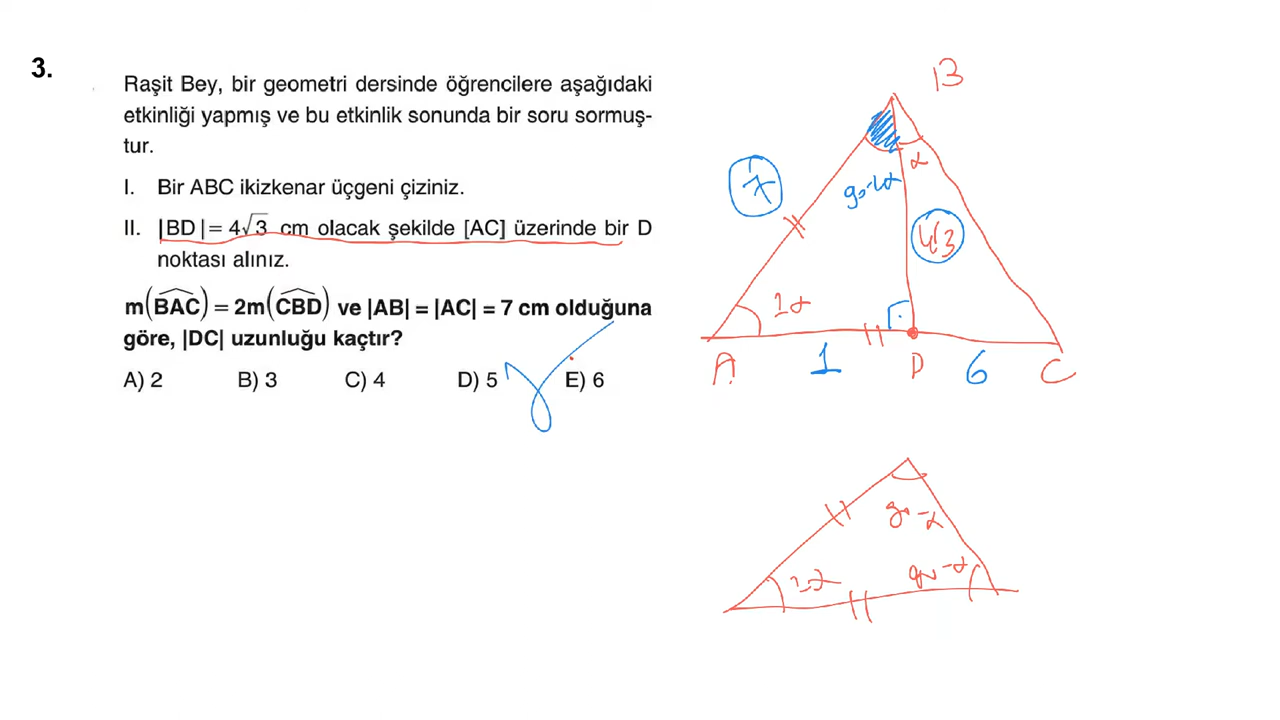 3.
Raşit Bey, bir geometri dersinde öğrencilere aşağıdaki
etkinliği yapmış ve bu etkinlik sonunda bir soru sormuş-
tur.
I. Bir ABC ikizkenar üçgeni çiziniz.
II. |BD| = 4√3 cm olacak şekilde [AC] üzerinde bir D
noktası alınız.
m(BAC) = 2m(CBD) ve |AB| = |AC| = 7 cm olduğuna
göre, |DC| uzunluğu kaçtır?
A) 2 B) 3 C) 4 D) 5 E) 6
B
α
7
90-2α
4√3
2α
A 1 D 6 C
90-α
2α 90-α